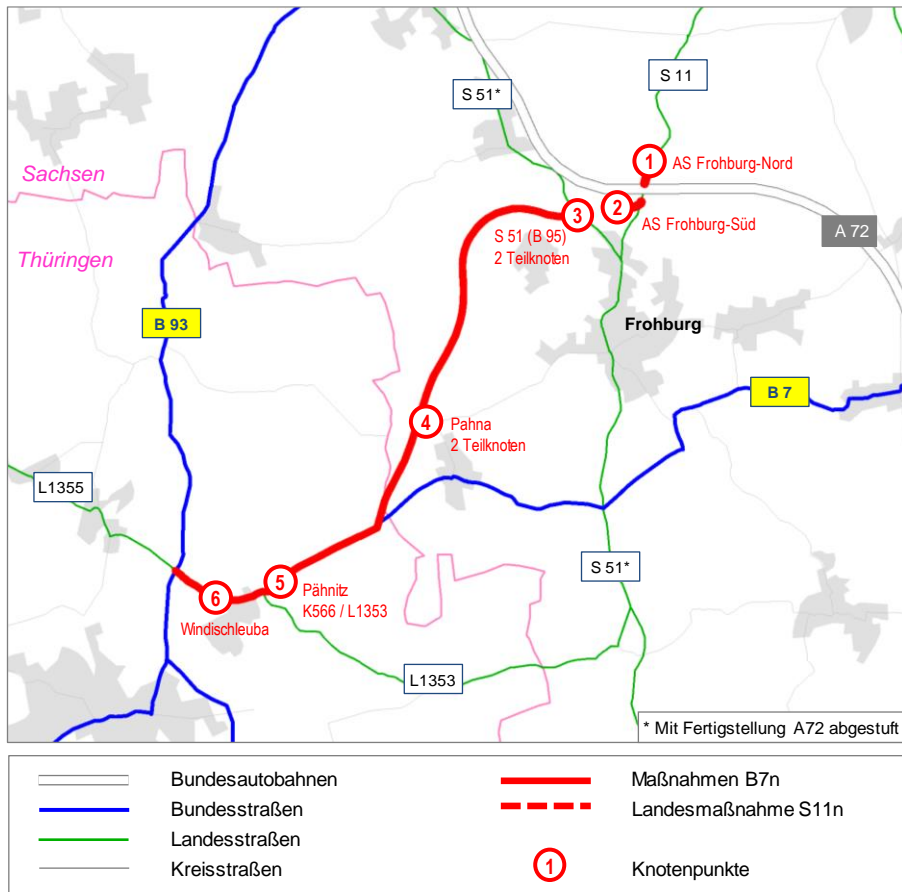 S 51*
S 11
1
AS Frohburg-Nord
Sachsen
2
AS Frohburg-Süd
3
S 51 (B 95)
2 Teilknoten
A 72
Thüringen
B 93
Frohburg
B 7
4
Pahna
2 Teilknoten
L1355
5
Pähnitz
K566 / L1353
S 51*
6
Windischleuba
L1353
* Mit Fertigstellung A72 abgestuft
Bundesautobahnen
Bundesstraßen
Landesstraßen
Kreisstraßen
Maßnahmen B7n
Landesmaßnahme S11n
1
Knotenpunkte